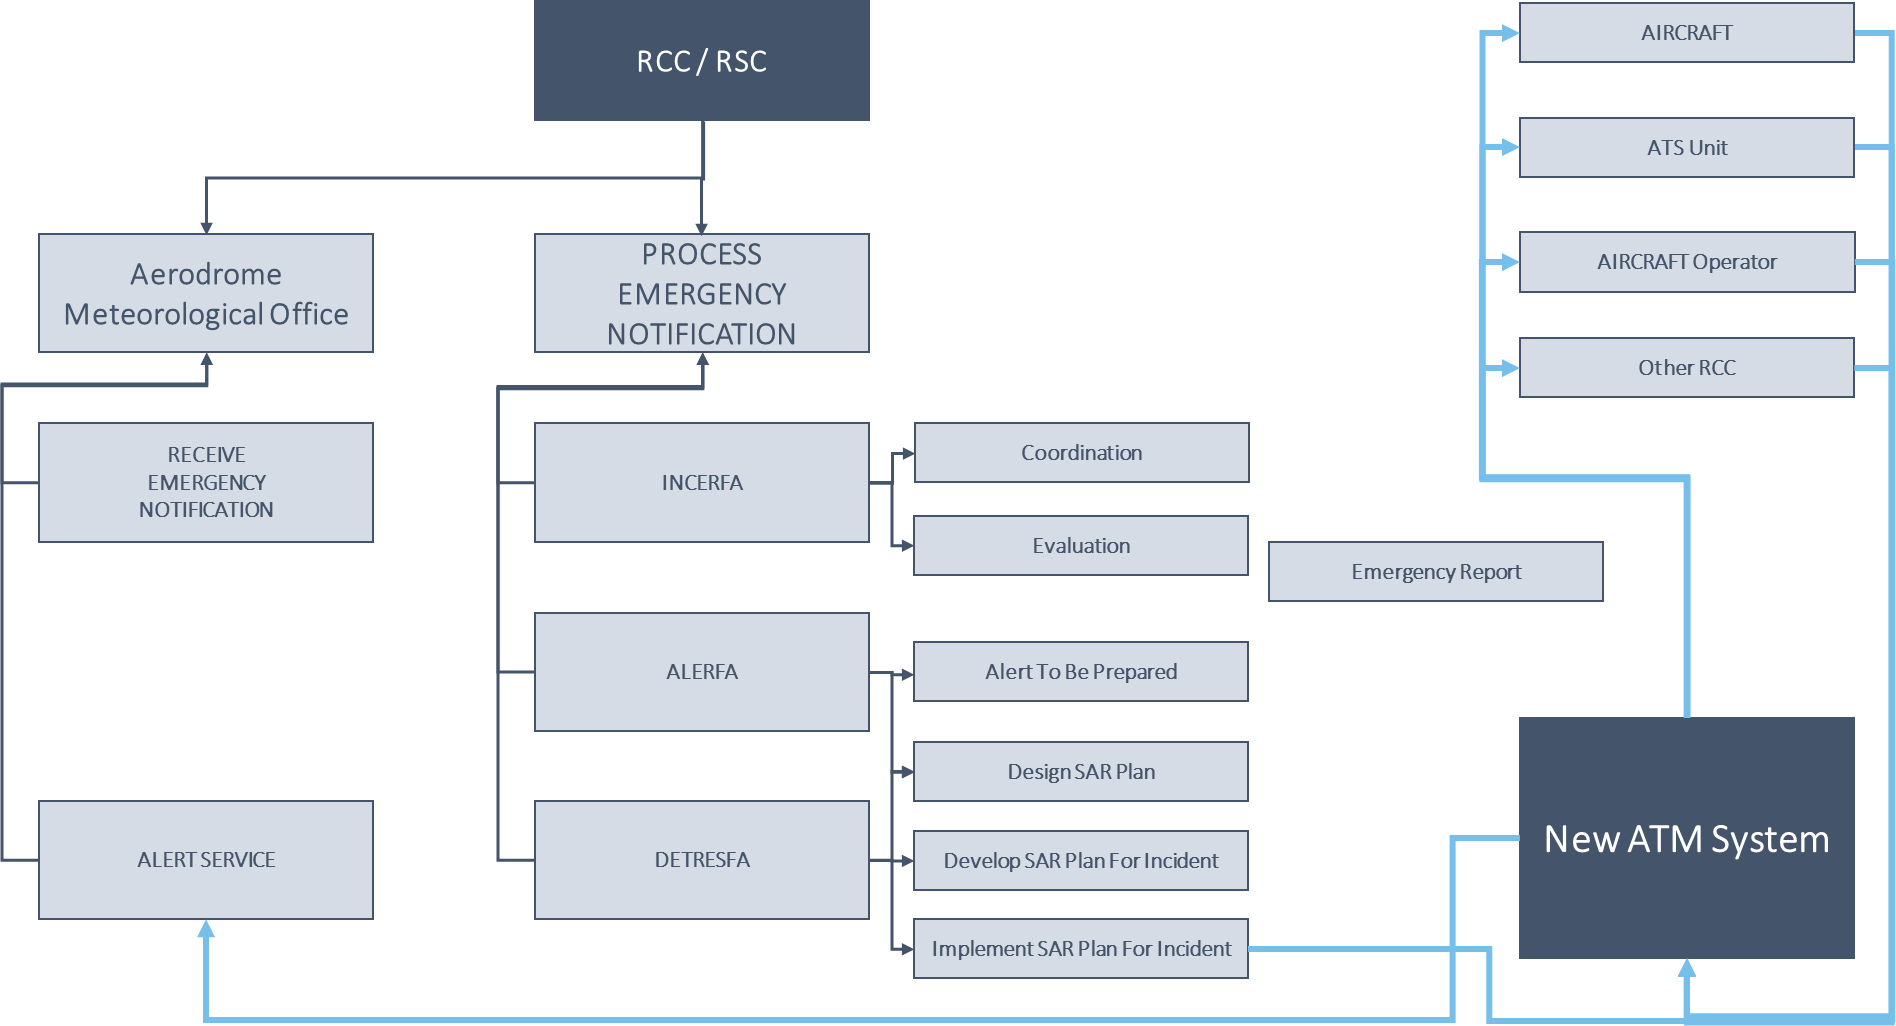 RCC / RSC
AIRCRAFT
ATS Unit
AIRCRAFT Operator
Other RCC
Aerodrome
Meteorological Office
PROCESS
EMERGENCY
NOTIFICATION
RECEIVE
EMERGENCY
NOTIFICATION
INCERFA
Coordination
Evaluation
Emergency Report
ALERFA
Alert To Be Prepared
Design SAR Plan
New ATM System
ALERT SERVICE
DETRESFA
Develop SAR Plan For Incident
Implement SAR Plan For Incident